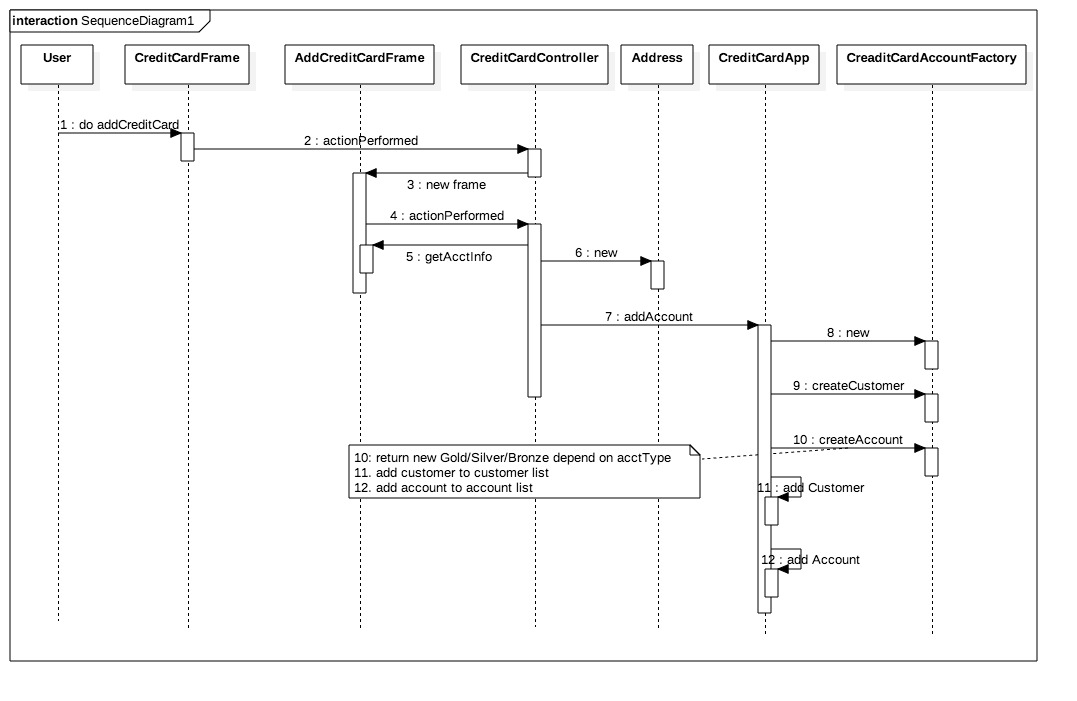 interaction SequenceDiagram1
User
CreditCardFrame
AddCreditCardFrame
CreditCardController
Address
CreditCardApp
CreaditCardAccountFactory
1 : do addCreditCard
2 : actionPerformed
3 : new frame
4 : actionPerformed
5 : getAcctInfo
6 : new
7 : addAccount
8 : new
9 : createCustomer
10 : createAccount
10: return new Gold/Silver/Bronze depend on acctType
11. add customer to customer list
12. add account to account list
11 : add Customer
12 : add Account